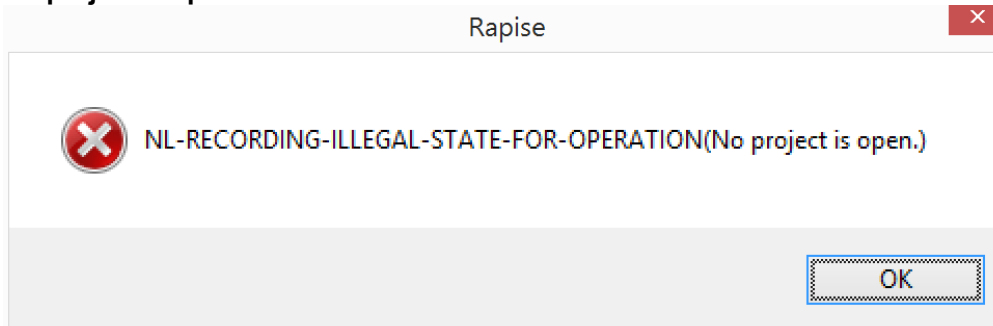 Rapise
NL-RECORDING-ILLEGAL-STATE-FOR-OPERATION(No project is open.)
OK